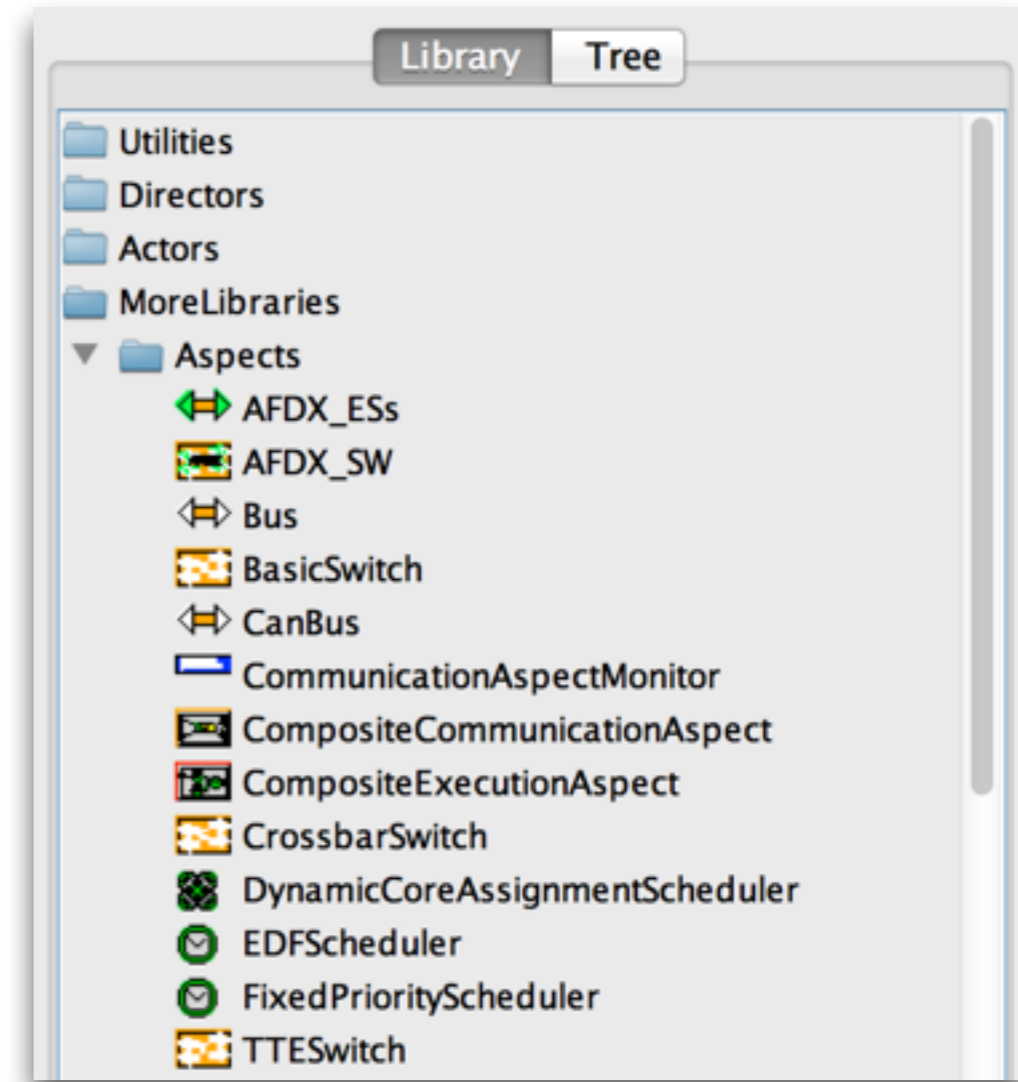 Library Tree
Utilities
Directors
Actors
MoreLibraries
Aspects
AFDX_ESs
AFDX_SW
Bus
BasicSwitch
CanBus
CommunicationAspectMonitor
CompositeCommunicationAspect
CompositeExecutionAspect
CrossbarSwitch
DynamicCoreAssignmentScheduler
EDFScheduler
FixedPriorityScheduler
TTESwitch